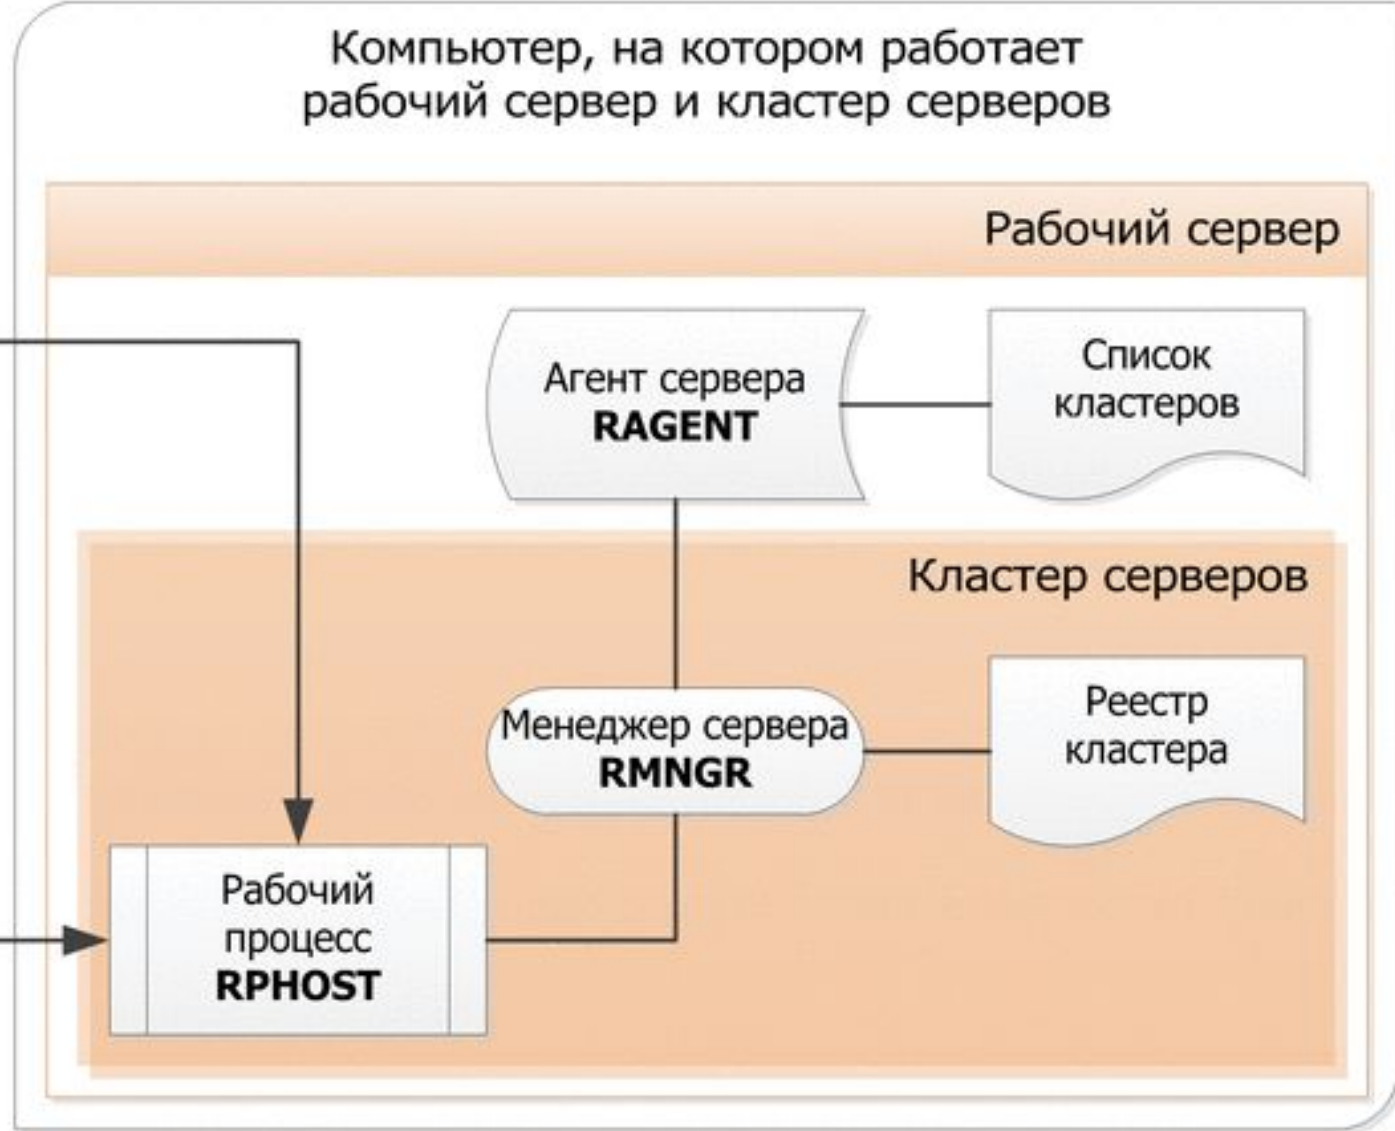 Компьютер, на котором работает
рабочий сервер и кластер серверов
Рабочий сервер
Агент сервера
RAGENT
Список
кластеров
Кластер серверов
Менеджер сервера
RMNGR
Реестр
кластера
Рабочий
процесс
RPHOST